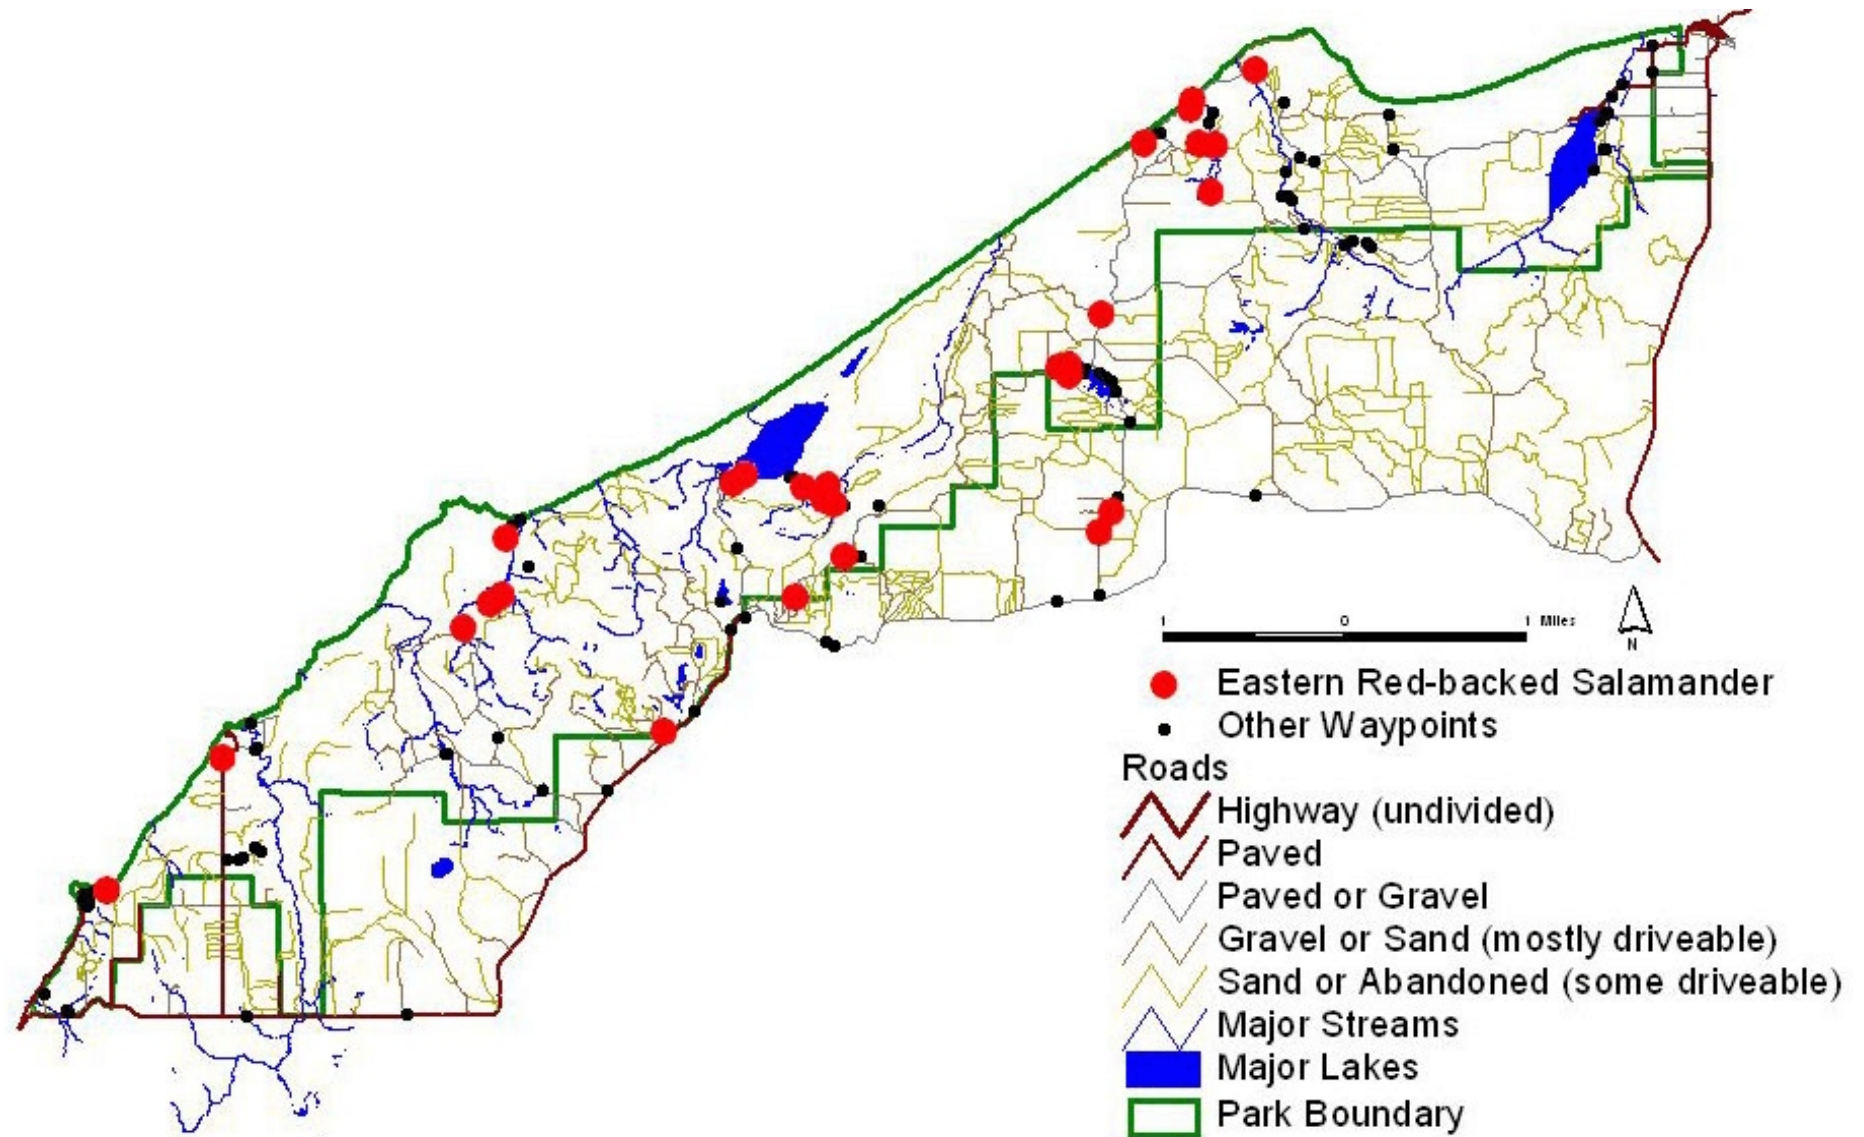 1 0 1 Miles
N
Eastern Red-backed Salamander
Other Waypoints
Roads
Highway (undivided)
Paved
Paved or Gravel
Gravel or Sand (mostly driveable)
Sand or Abandoned (some driveable)
Major Streams
Major Lakes
Park Boundary